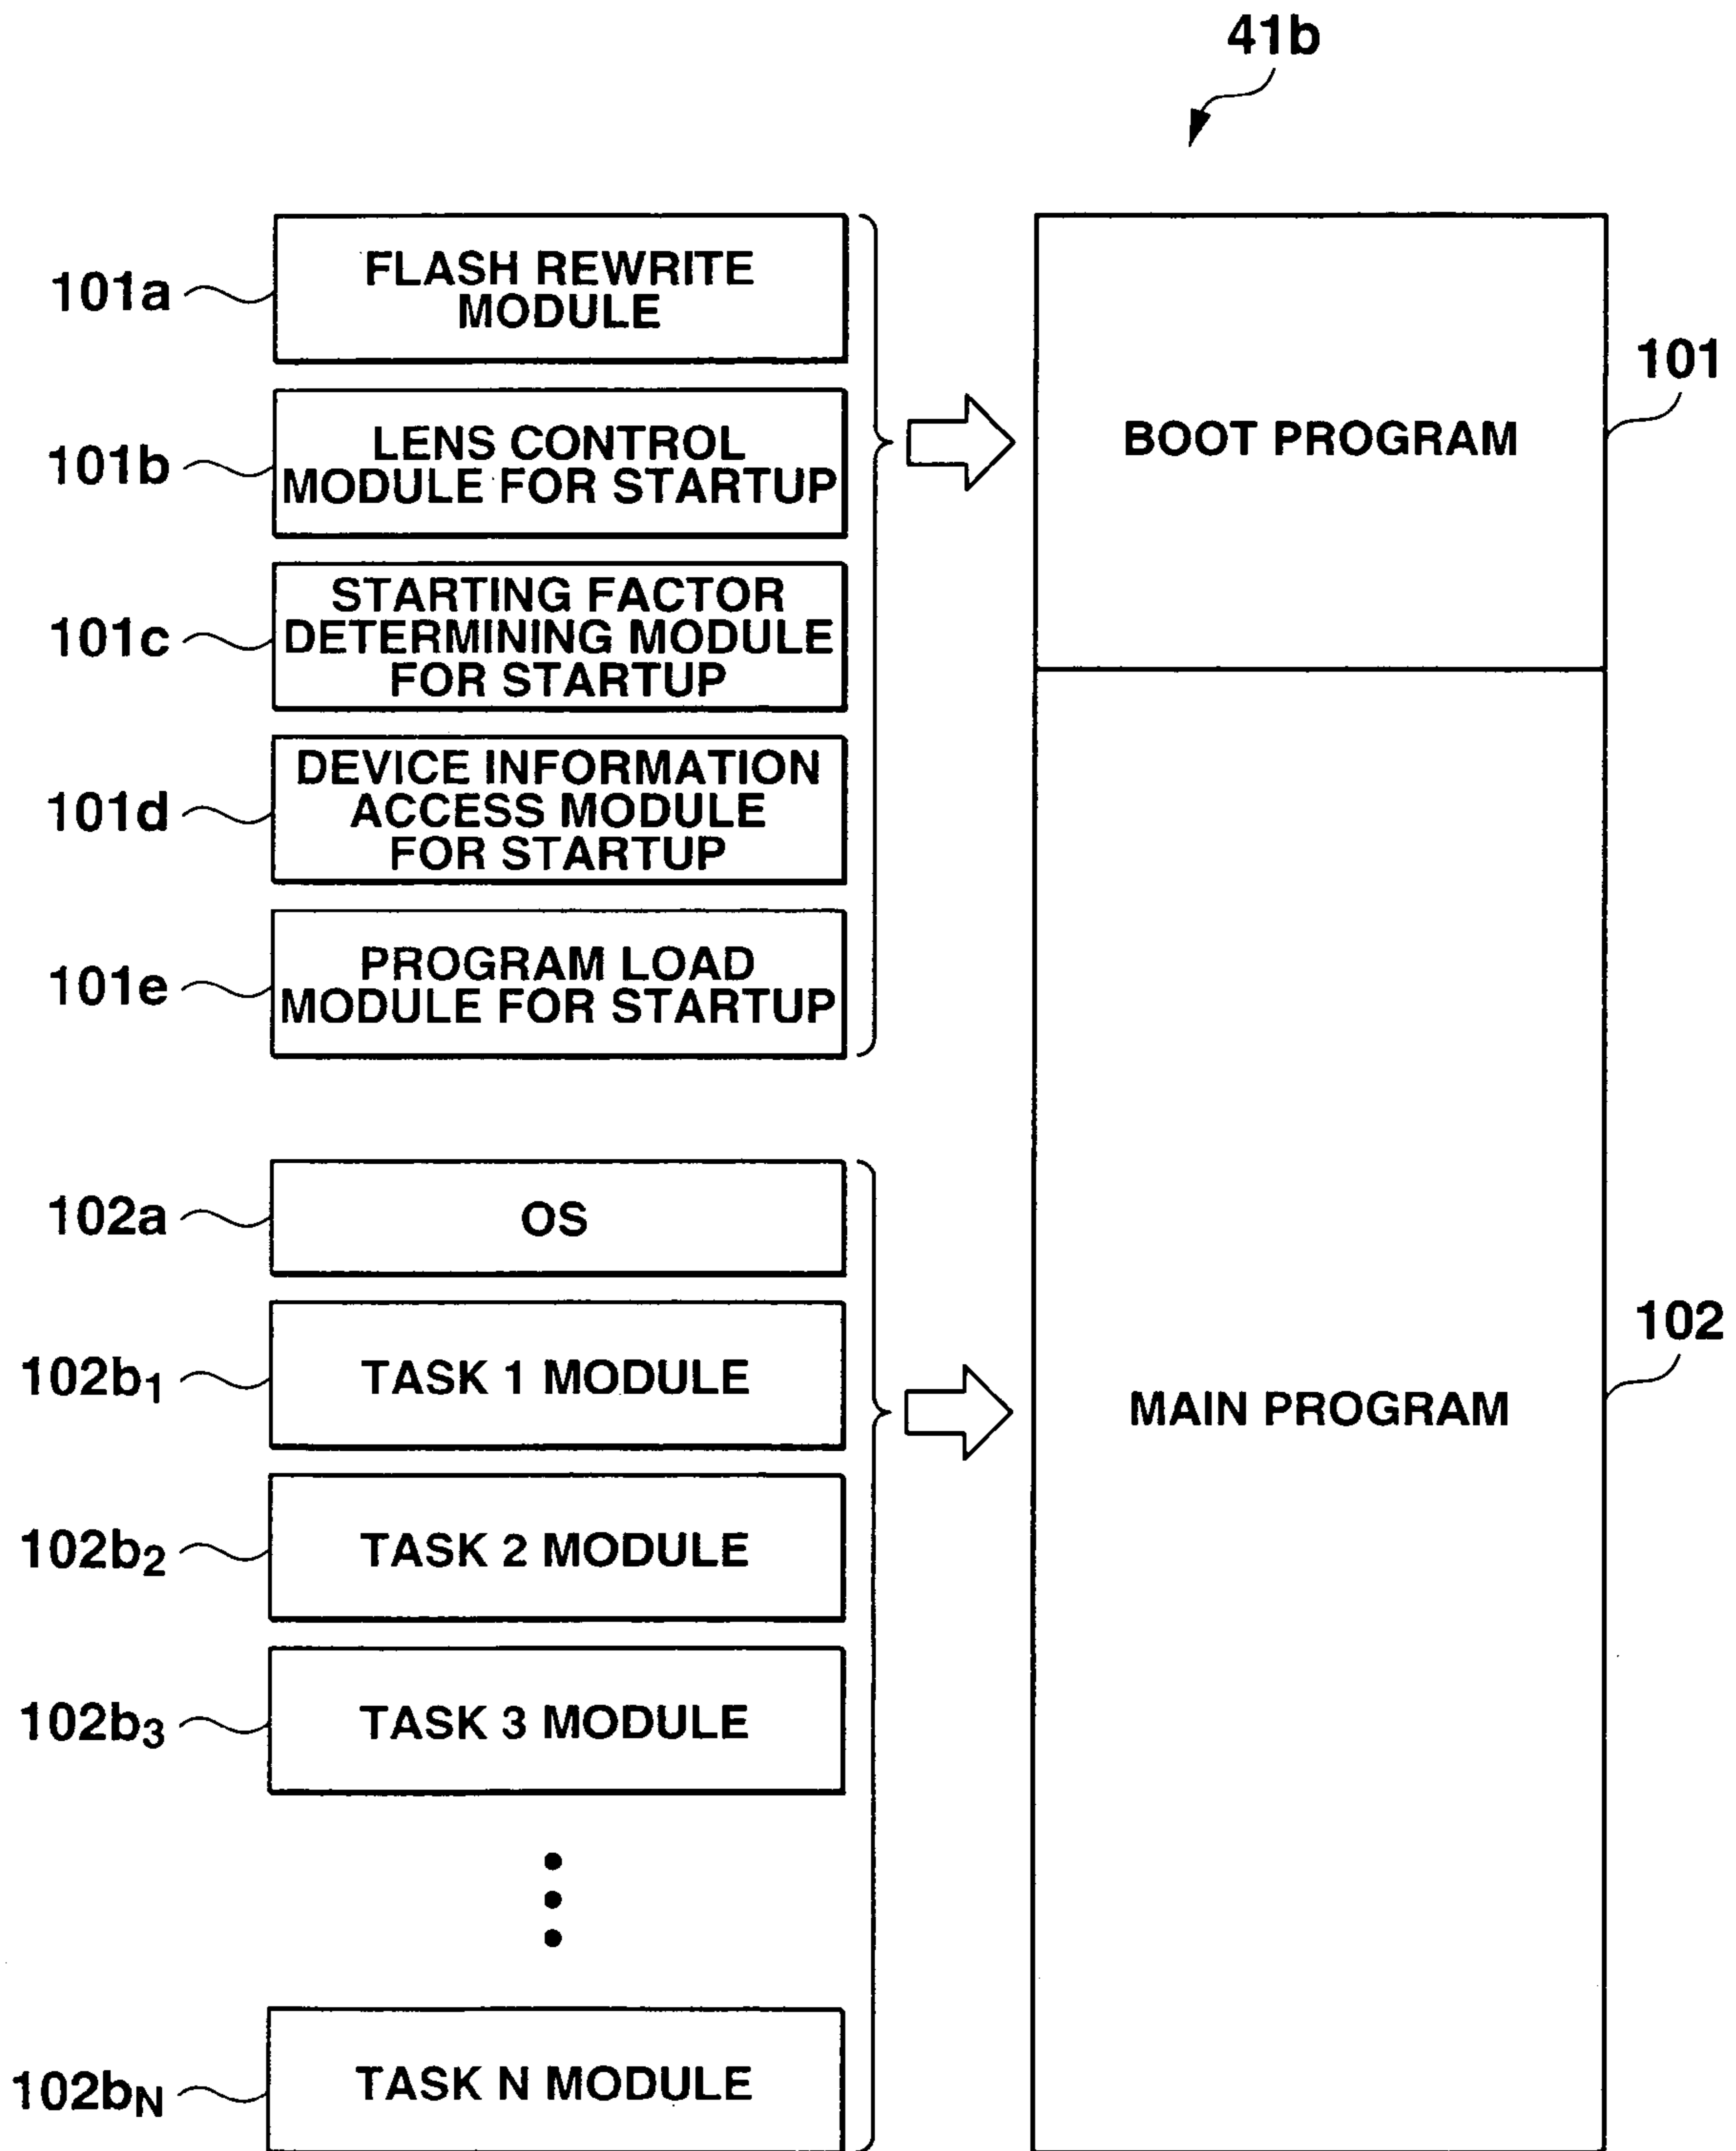 41b
101a
FLASH REWRITE
MODULE
101b
LENS CONTROL
MODULE FOR STARTUP
101c
STARTING FACTOR
DETERMINING MODULE
FOR STARTUP
101d
DEVICE INFORMATION
ACCESS MODULE
FOR STARTUP
101e
PROGRAM LOAD
MODULE FOR STARTUP
BOOT PROGRAM
101
102a
OS
102b1
TASK 1 MODULE
102b2
TASK 2 MODULE
102b3
TASK 3 MODULE
102bN
TASK N MODULE
MAIN PROGRAM
102